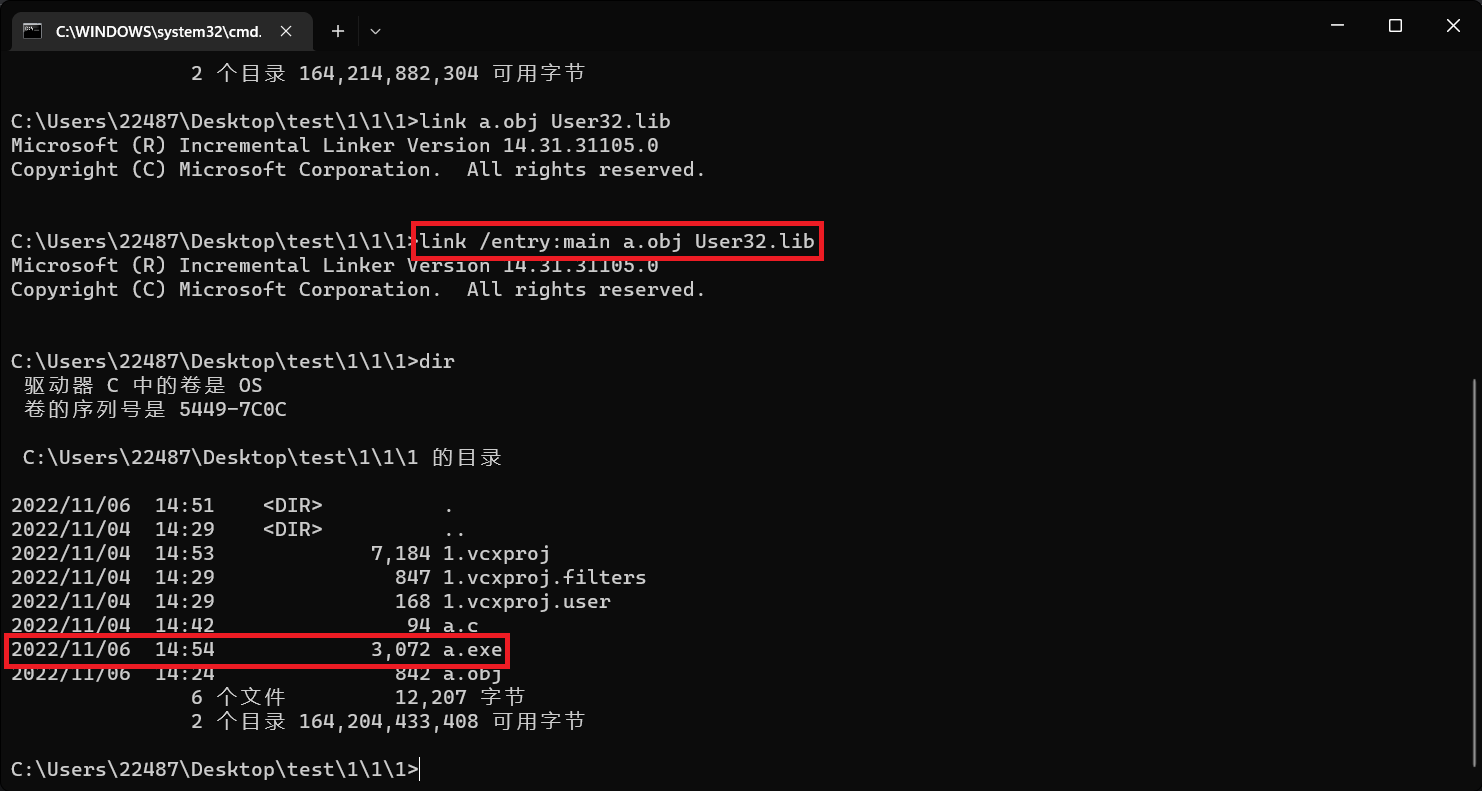 C:\WINDOWS\system32\cmd.
2 个目录 164,214,882,304 可用字节
C:\Users\22487\Desktop\test\1\1\1>link a.obj User32.lib
Microsoft (R) Incremental Linker Version 14.31.31105.0
Copyright (C) Microsoft Corporation.  All rights reserved.
C:\Users\22487\Desktop\test\1\1\1>link /entry:main a.obj User32.lib
Microsoft (R) Incremental Linker Version 14.31.31105.0
Copyright (C) Microsoft Corporation.  All rights reserved.
C:\Users\22487\Desktop\test\1\1\1>dir
驱动器 C 中的卷是 OS
卷的序列号是 5449-7C0C
C:\Users\22487\Desktop\test\1\1\1 的目录
2022/11/06  14:51    <DIR>          .
2022/11/04  14:29    <DIR>          ..
2022/11/04  14:53             7,184 1.vcxproj
2022/11/04  14:29               847 1.vcxproj.filters
2022/11/04  14:29               168 1.vcxproj.user
2022/11/04  14:42                94 a.c
2022/11/06  14:54             3,072 a.exe
2022/11/06  14:24               842 a.obj
6 个文件         12,207 字节
2 个目录 164,204,433,408 可用字节
C:\Users\22487\Desktop\test\1\1\1>